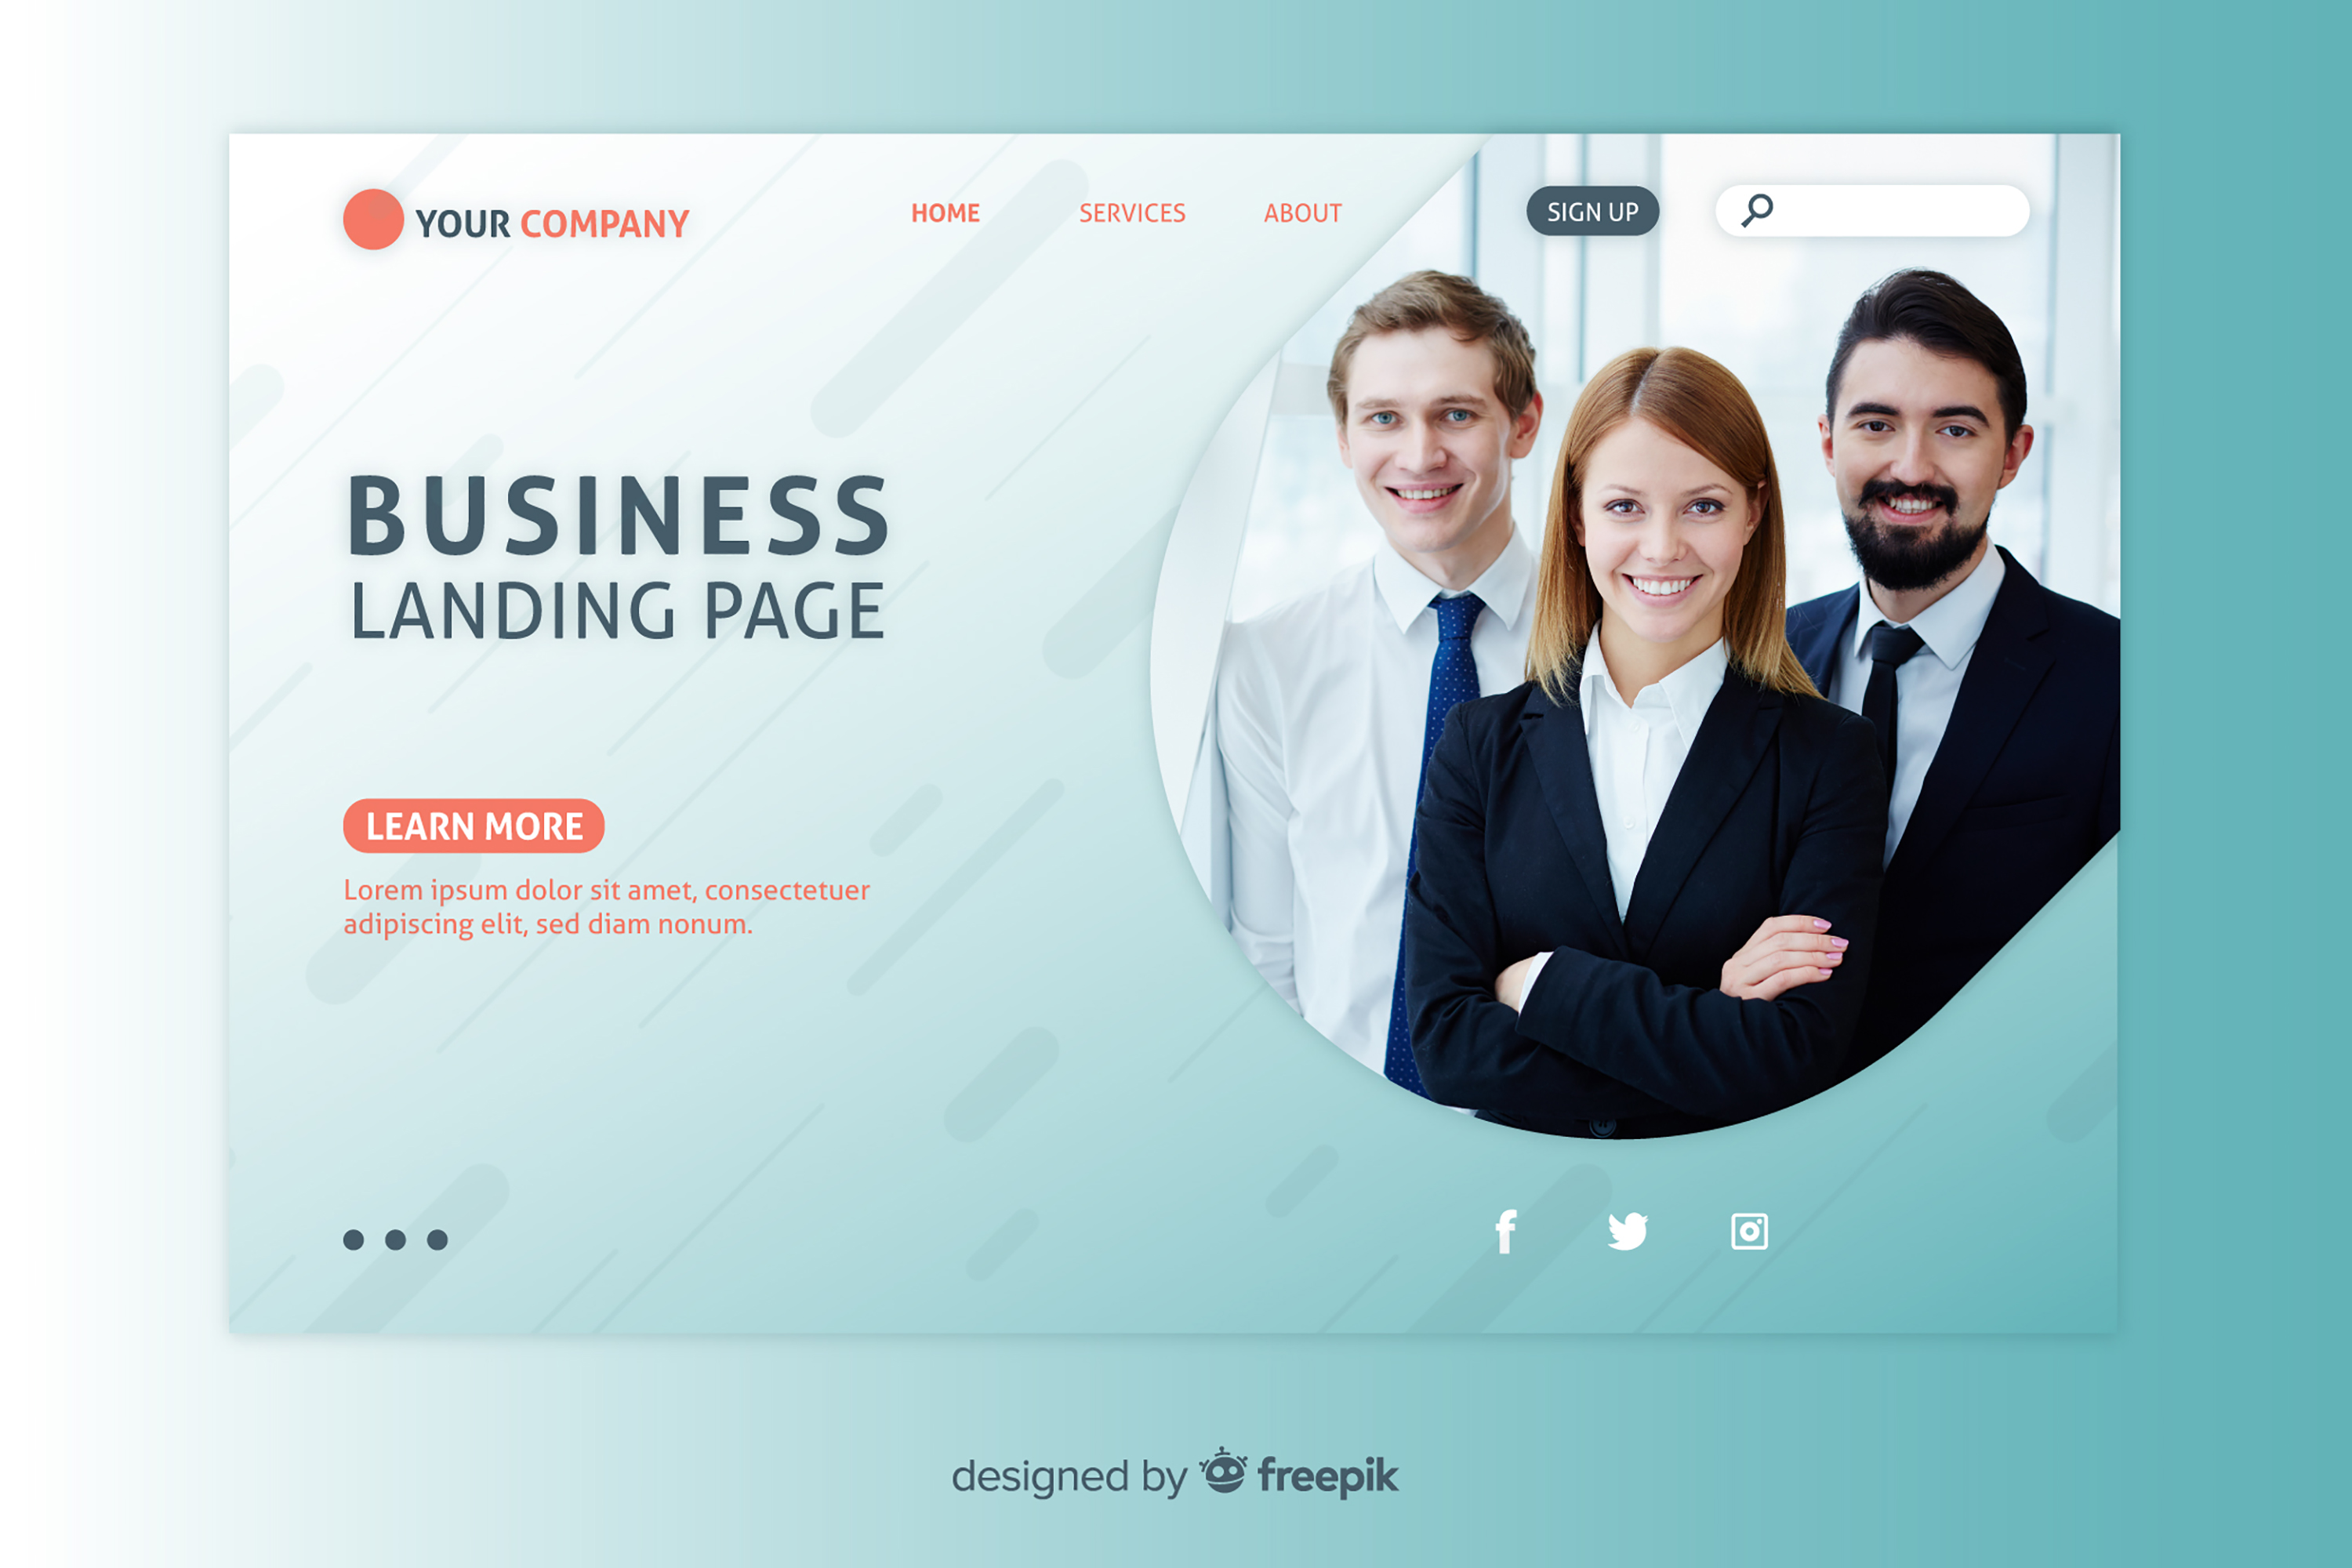 YOUR COMPANY
HOME
SERVICES
ABOUT
SIGN UP
BUSINESS
LANDING PAGE
LEARN MORE
Lorem ipsum dolor sit amet, consectetuer
adipiscing elit, sed diam nonum.
designed by freepik